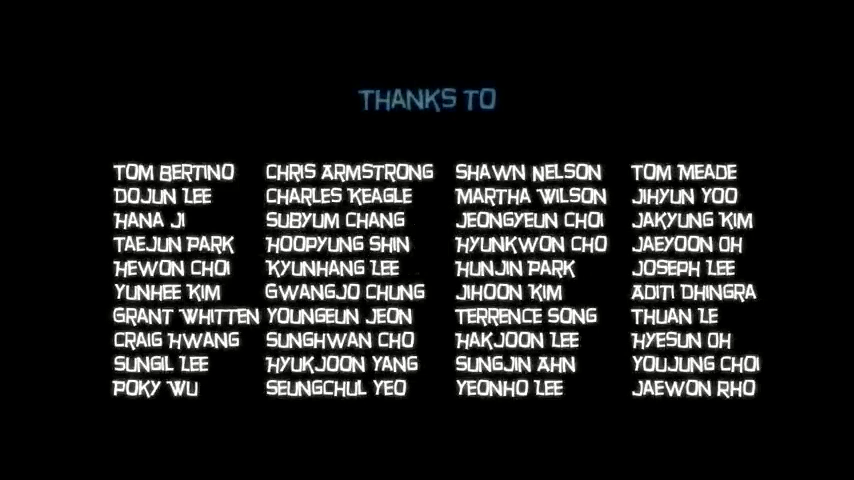 THANKS TO
TOM BERTINO CHRIS ARMSTRONG SHAWN NELSON TOM MEADE
DOJUN LEE CHARLES KEAGLE MARTHA WILSON JIHYUN YOO
HANA JI SUBYUM CHANG JEONGYEUN CHOI JAKYUNG KIM
TAEJUN PARK HOOPYUNG SHIN HYUNKWON CHO JAEYOON OH
HEWON CHOI KYUNHANG LEE HUNJIN PARK JOSEPH LEE
YUNHEE KIM GWANGJO CHUNG JIHOON KIM ADITI DHINGRA
GRANT WHITTEN YOUNGEUN JEON TERRENCE SONG THUAN LE
CRAIG HWANG SUNGHWAN CHO HAKJOON LEE HYESUN OH
SUNGIL LEE HYUKJOON YANG SUNGJIN AHN YOUJUNG CHOI
POKY WU SEUNGCHUL YEO YEONHO LEE JAEWON RHO